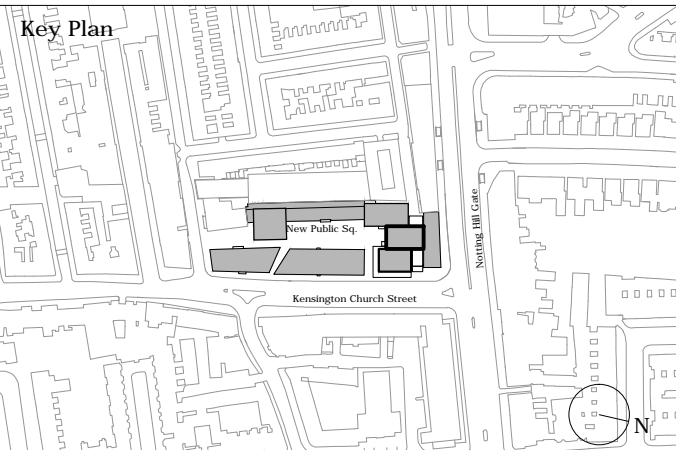 Key Plan
Notting Hill Gate
New Public Sq.
Kensington Church Street
N